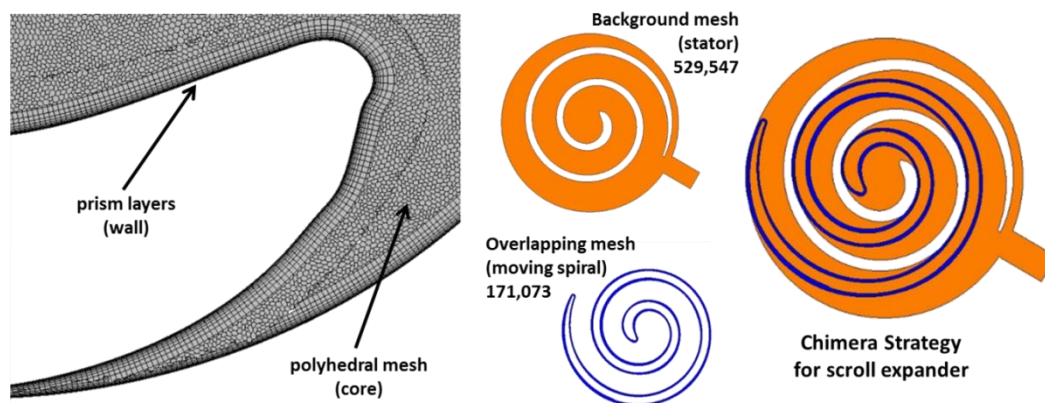 prism layers
(wall)
polyhedral mesh
(core)
Background mesh
(stator)
529,547
Overlapping mesh
(moving spiral)
171,073
Chimera Strategy
for scroll expander